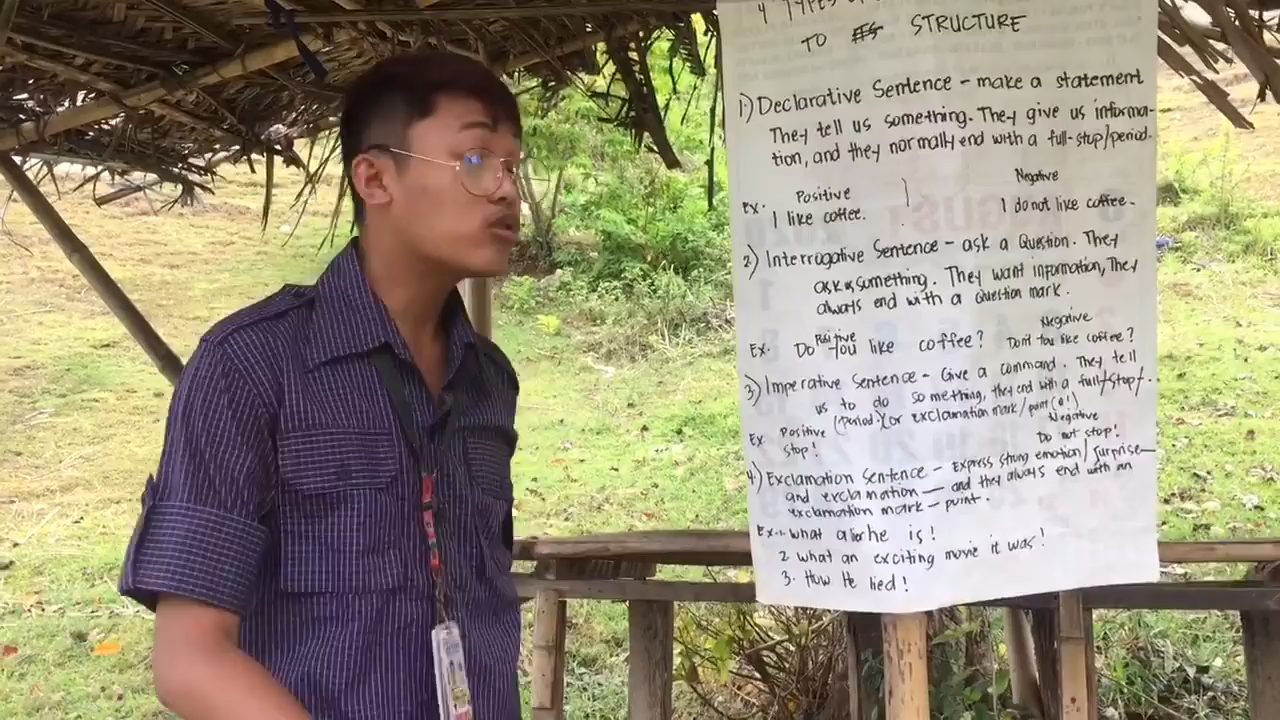 4 TYPES OF
TO STRUCTURE
1.) Declarative Sentence - make a statement
They tell us something. They give us informa-
tion, and they normally end with a full-stop/period.
Ex. Positive Negative
I like coffee. I do not like coffee.
2.) Interrogative Sentence - ask a Question. They
ask us something. They want information, They
always end with a Question mark.
Positive Negative
Ex. Do you like coffee? Don't you like coffee?
3.) Imperative Sentence - Give a command. They tell
us to do something, they end with a full/stop/.
(Period.)(or exclamation mark/point (!)
Ex. Positive Negative
Stop! Do not stop!
4.) Exclamation Sentence - Express strong emotion/surprise—
and exclamation — and they always end with an
exclamation mark - point.
Ex. 1. What a liar he is!
2. What an exciting movie it was!
3. How He lied!